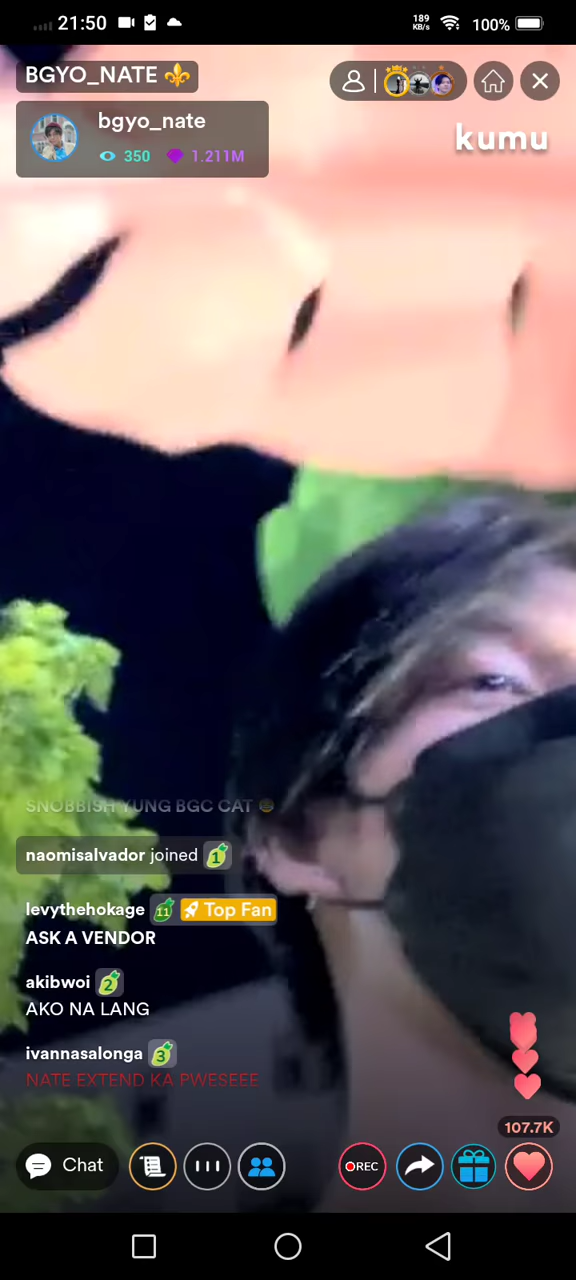 21:50
189
KB/s
100%
BGYO_NATE ⚜️
bgyo_nate
350
1.211M
kumu
SNOBBISH YUNG BGC CAT
naomisalvador joined 1
levythehokage 11 Top Fan
ASK A VENDOR
akibwoi 2
AKO NA LANG
ivannasalonga 3
NATE EXTEND KA PWESEEE
107.7K
Chat
REC